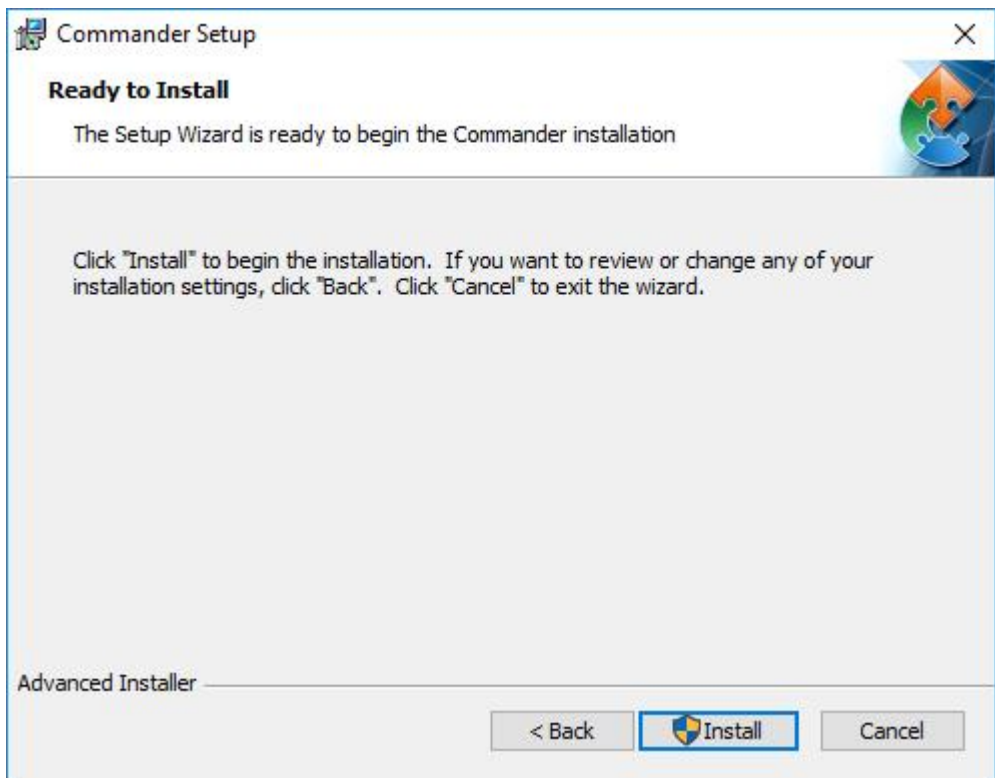 Commander Setup
Ready to Install
The Setup Wizard is ready to begin the Commander installation
Click "Install" to begin the installation.  If you want to review or change any of your
installation settings, click "Back".  Click "Cancel" to exit the wizard.
Advanced Installer
< Back
Install
Cancel